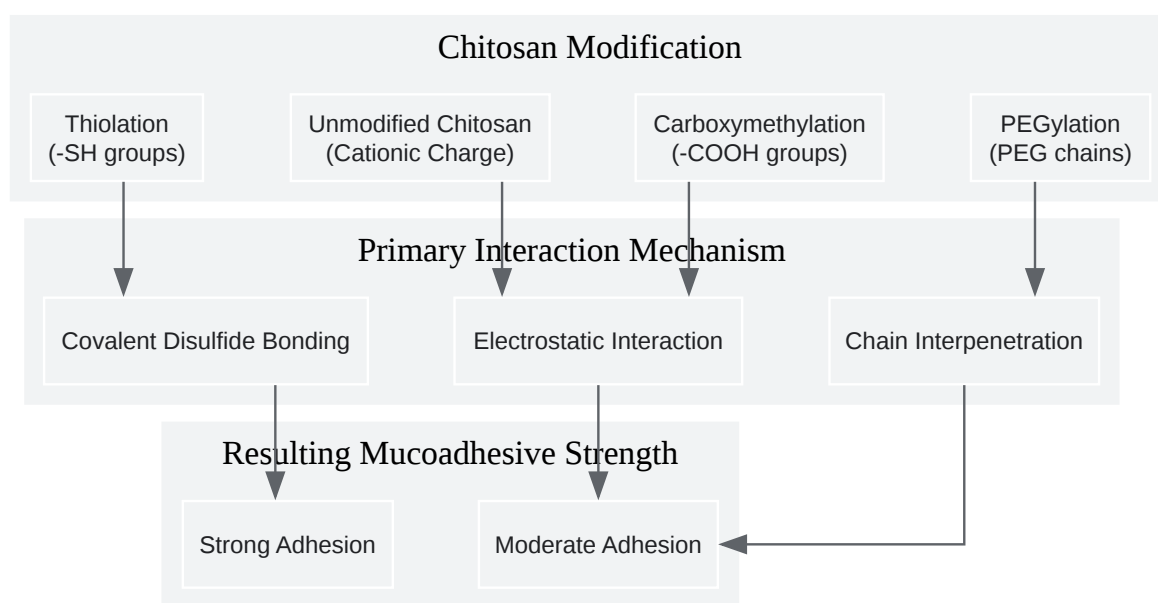 Chitosan Modification
Thiolation
(-SH groups)
Unmodified Chitosan
(Cationic Charge)
Carboxymethylation
(-COOH groups)
PEGylation
(PEG chains)
Primary Interaction Mechanism
Covalent Disulfide Bonding
Electrostatic Interaction
Chain Interpenetration
Resulting Mucoadhesive Strength
Strong Adhesion
Moderate Adhesion